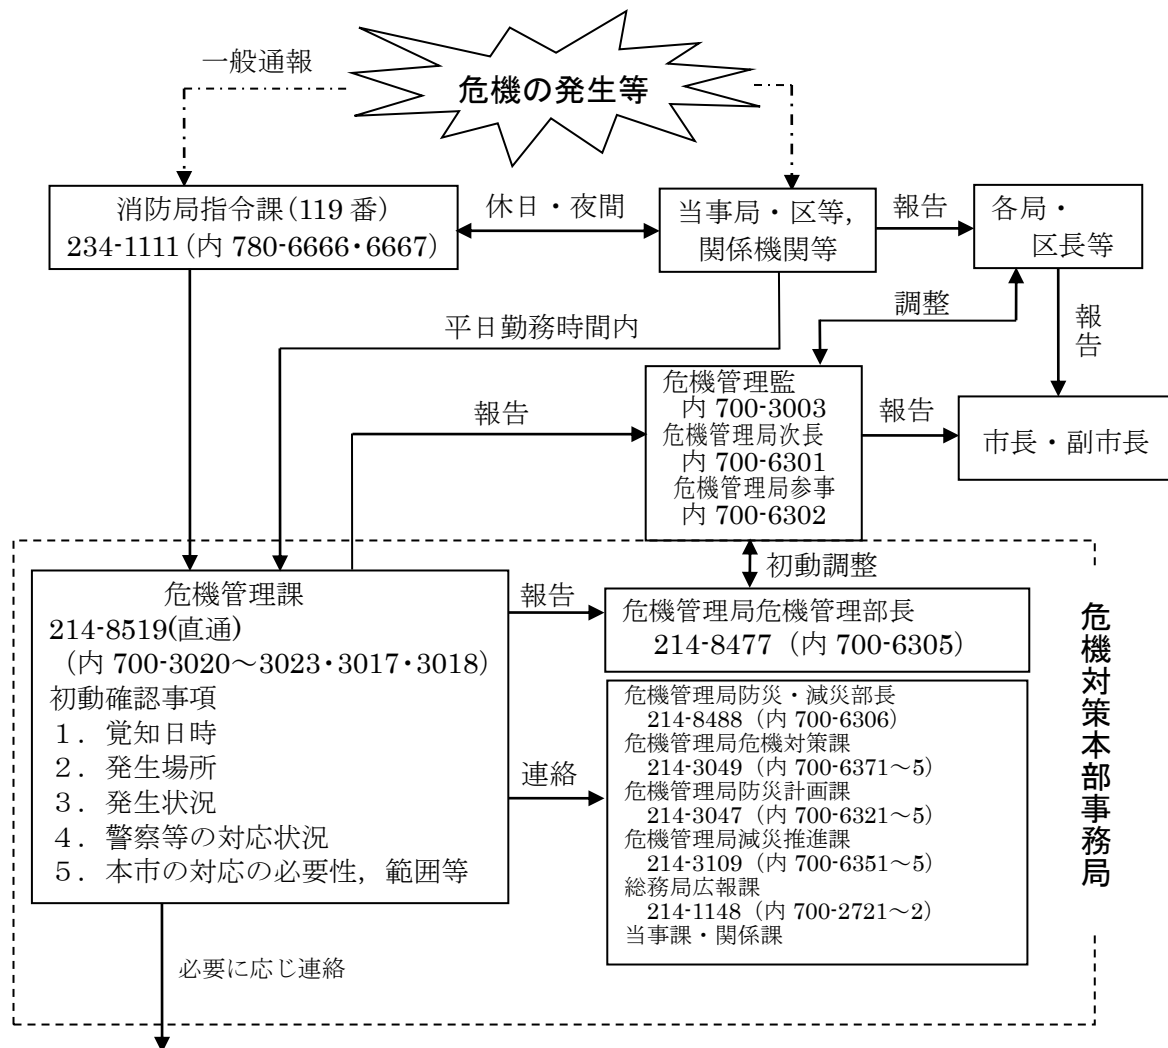 一般通報
危機の発生等
消防局指令課(119 番)
234-1111(内 780-6666・6667)
休日・夜間
当事局・区等,
関係機関等
報告
各局・
区長等
平日勤務時間内
調整
報
告
報告
危機管理監
内 700-3003
危機管理局次長
内 700-6301
危機管理局参事
内 700-6302
報告
市長・副市長
初動調整
危機管理課
214-8519(直通)
(内 700-3020~3023・3017・3018)
初動確認事項
1.覚知日時
2.発生場所
3.発生状況
4.警察等の対応状況
5.本市の対応の必要性,範囲等
報告
危機管理局危機管理部長
214-8477(内 700-6305)
連絡
危機管理局防災・減災部長
214-8488(内 700-6306)
危機管理局危機対策課
214-3049(内 700-6371~5)
危機管理局防災計画課
214-3047(内 700-6321~5)
危機管理局減災推進課
214-3109(内 700-6351~5)
総務局広報課
214-1148(内 700-2721~2)
当事課・関係課
危機対策本部事務局
必要に応じ連絡